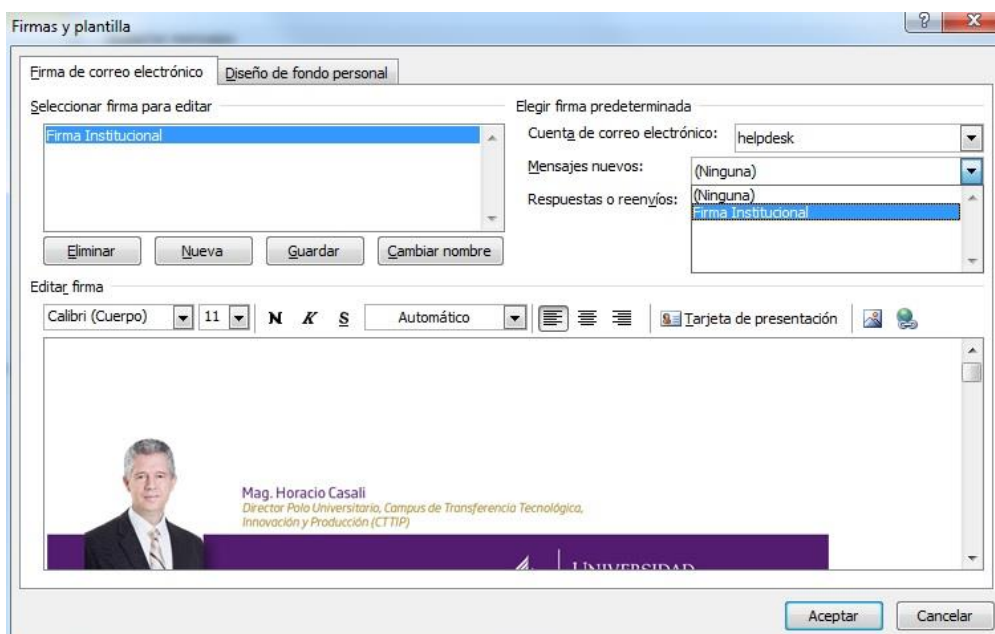 Firmas y plantilla
Firma de correo electrónico
Diseño de fondo personal
Seleccionar firma para editar
Elegir firma predeterminada
Firma Institucional
Cuenta de correo electrónico:
helpdesk
Mensajes nuevos:
(Ninguna)
Respuestas o reenvíos:
(Ninguna)
Firma Institucional
Eliminar
Nueva
Guardar
Cambiar nombre
Editar firma
Calibri (Cuerpo)
11
N
K
S
Automático
Tarjeta de presentación
Mag. Horacio Casali
Director Polo Universitario, Campus de Transferencia Tecnológica,
Innovación y Producción (CTTIP)
UNIVERSIDAD
Aceptar
Cancelar